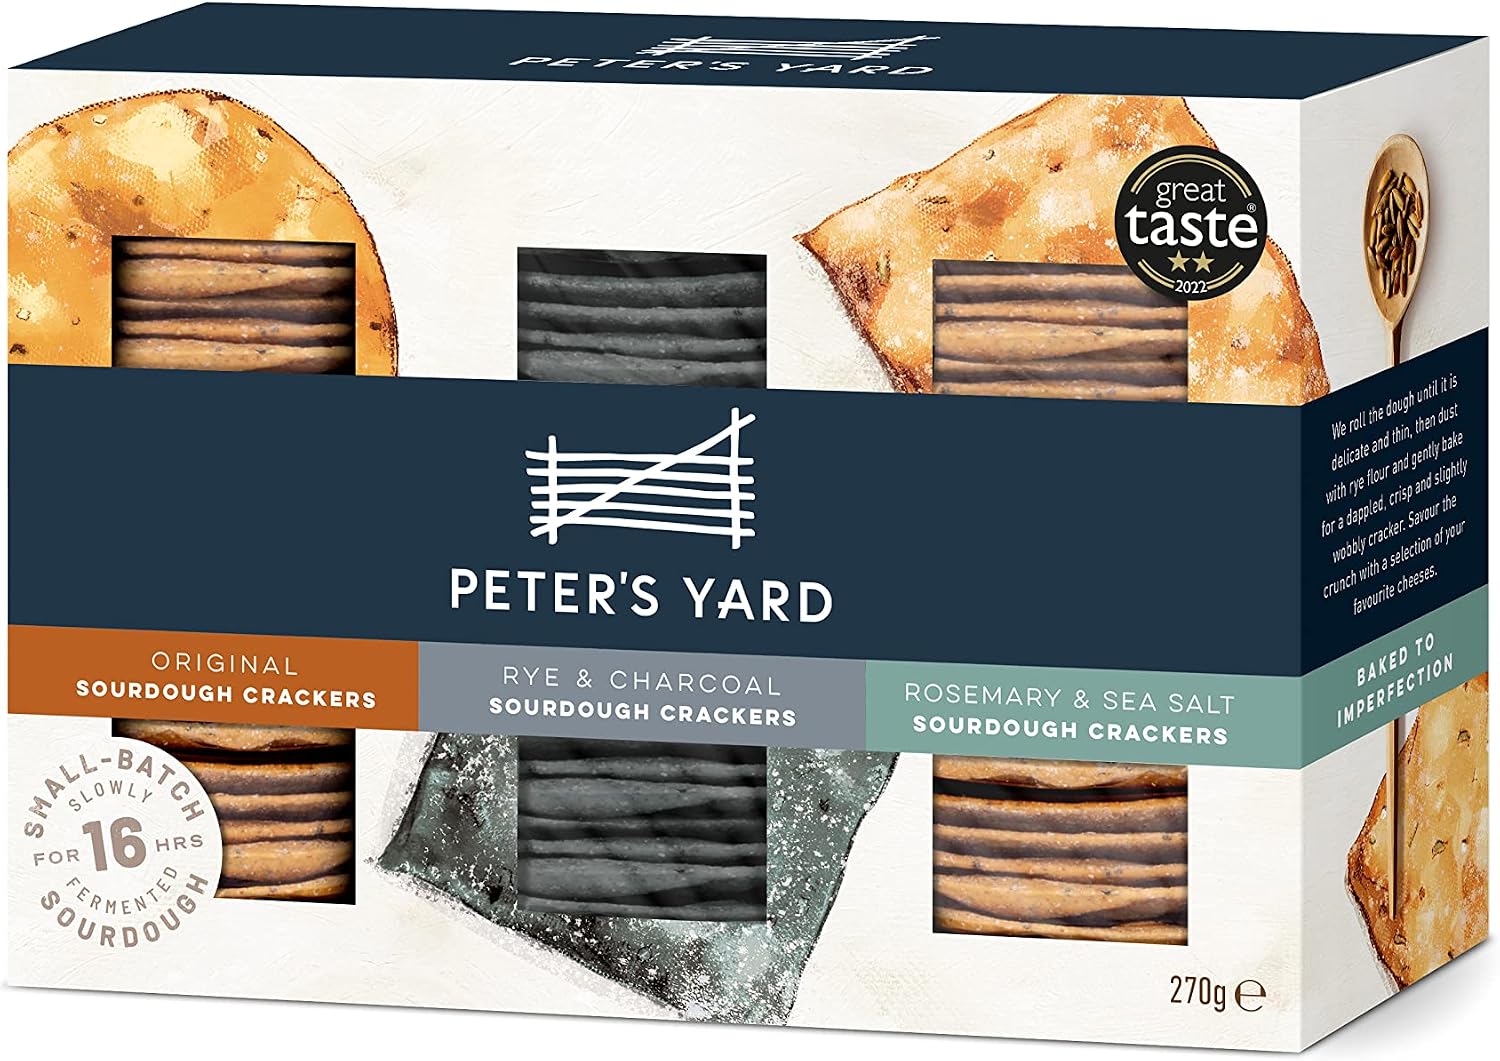 PETER'S YARD
great
taste®
2022
PETER'S YARD
ORIGINAL
SOURDOUGH CRACKERS
RYE & CHARCOAL
SOURDOUGH CRACKERS
ROSEMARY & SEA SALT
SOURDOUGH CRACKERS
SMALL-BATCH
SLOWLY
FOR 16 HRS
FERMENTED
SOURDOUGH
270g ℮
We roll the dough until it is
delicate and thin, then dust
with rye flour and gently bake
for a dappled, crisp and slightly
wobbly cracker. Savour the
crunch with a selection of your
favourite cheeses.
BAKED TO
IMPERFECTION